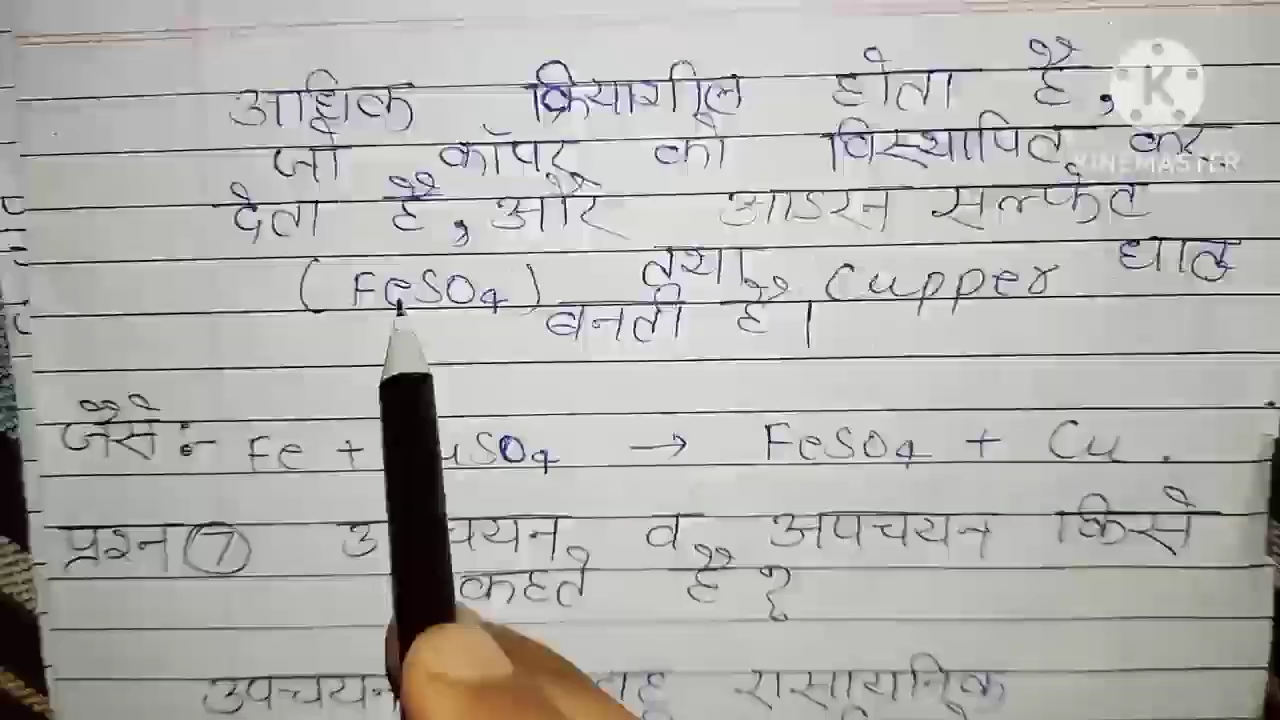 अधिक क्रियाशील होता है,
जो कॉपर को विस्थापित कर
देता है, और आइरन सल्फेट
(FeSO4) तथा Cupper धातु
बनती है।
जैसे :- Fe + uSO4 → FeSO4 + Cu.
प्रश्न 7 उ चयन व अपचयन किसे
कहते है ?
उपचयन रासायनिक
K
KINEMASTER